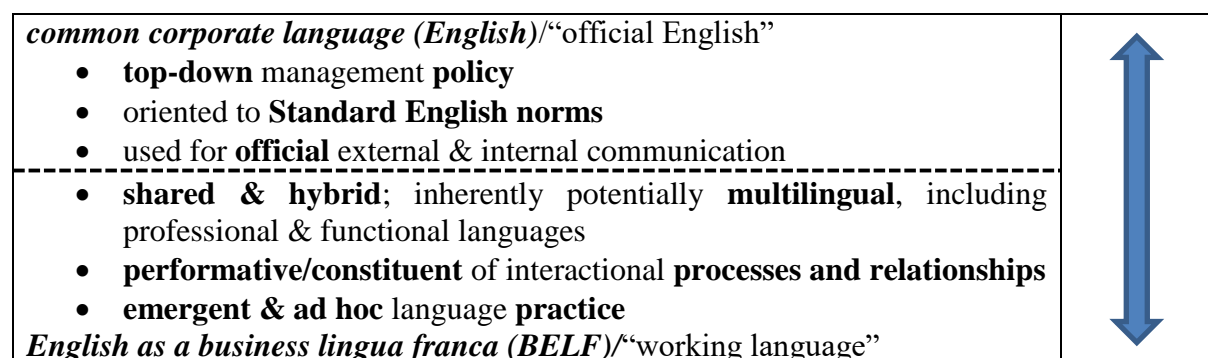 common corporate language (English)/“official English”
• top-down management policy
• oriented to Standard English norms
• used for official external & internal communication
• shared & hybrid; inherently potentially multilingual, including
professional & functional languages
• performative/constituent of interactional processes and relationships
• emergent & ad hoc language practice
English as a business lingua franca (BELF)/“working language”